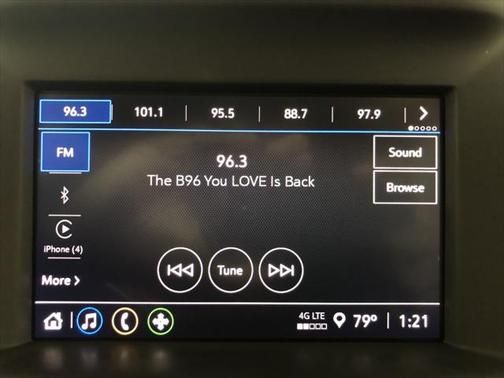 96.3 101.1 95.5 88.7 97.9
FM
96.3
Sound
The B96 You LOVE Is Back
Browse
iPhone (4)
More
Tune
4G LTE
79° 1:21